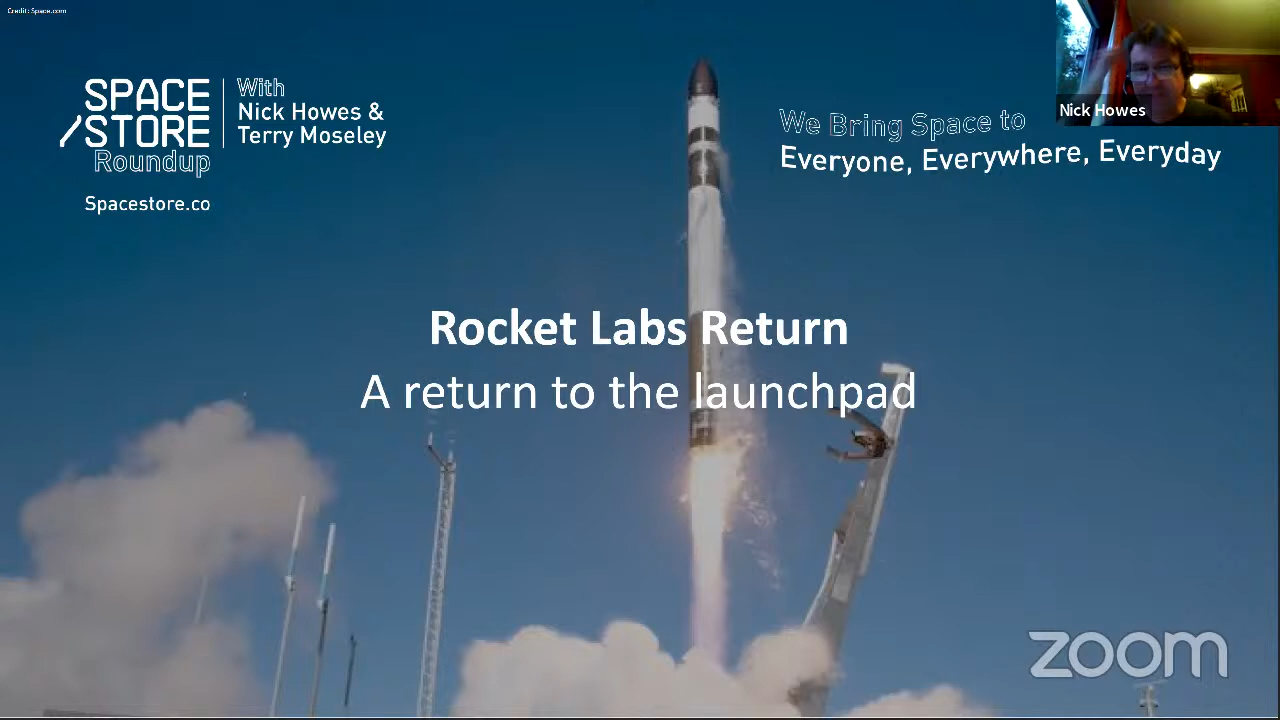 Credit: Space.com
SPACE
/STORE
Roundup
With
Nick Howes &
Terry Moseley
Spacestore.co
We Bring Space to
Everyone, Everywhere, Everyday
Nick Howes
Rocket Labs Return
A return to the launchpad
zoom